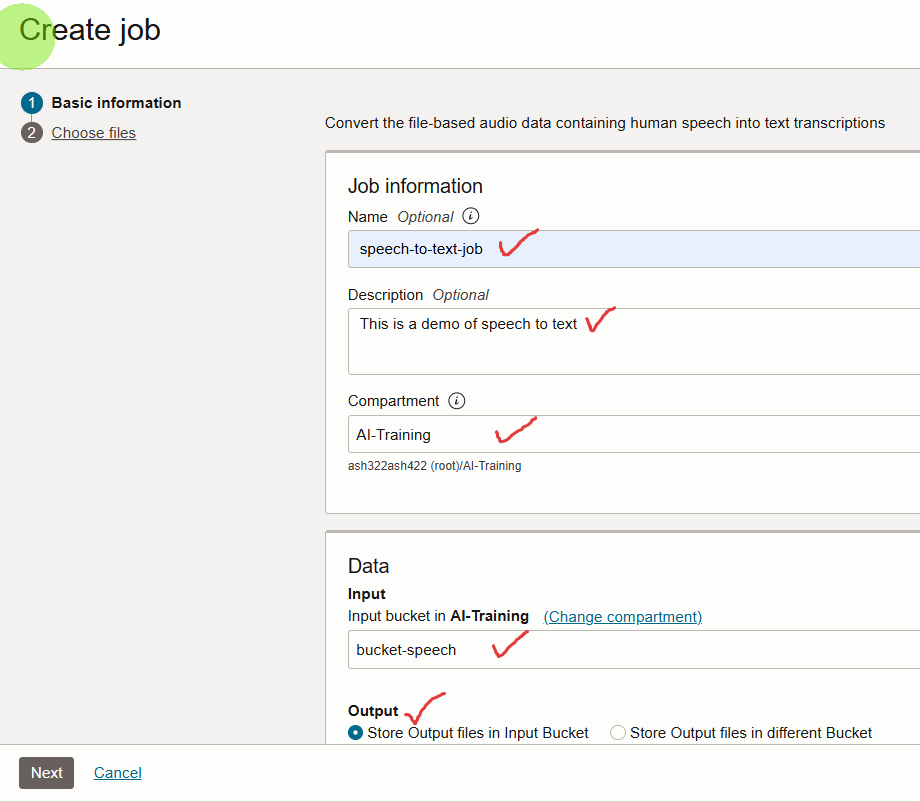 Create job
1 Basic information
2 Choose files
Convert the file-based audio data containing human speech into text transcriptions
Job information
Name Optional i
speech-to-text-job
Description Optional
This is a demo of speech to text
Compartment i
AI-Training
ash322ash422 (root)/AI-Training
Data
Input
Input bucket in AI-Training (Change compartment)
bucket-speech
Output
Store Output files in Input Bucket Store Output files in different Bucket
Next Cancel